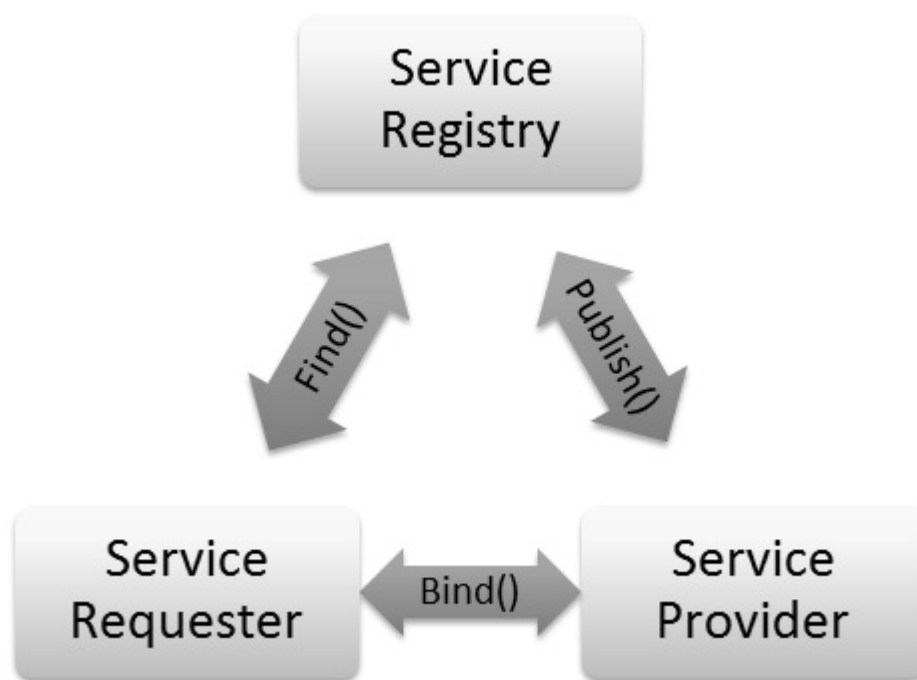 Service
Registry
Find()
Publish()
Service
Requester
Bind()
Service
Provider